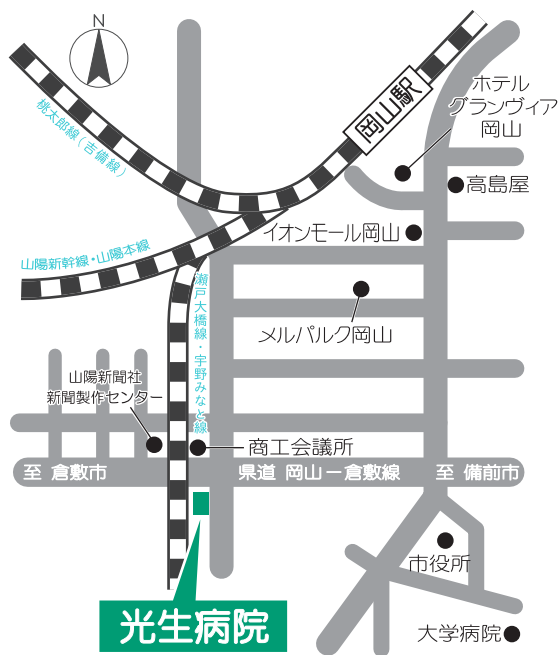 N
岡山駅
ホテル
グランヴィア
岡山
桃太郎線(吉備線)
高島屋
イオンモール岡山
山陽新幹線・山陽本線
瀬戸大橋線・宇野みなと線
メルパルク岡山
山陽新聞社
新聞製作センター
商工会議所
至 倉敷市
県道 岡山ー倉敷線
至 備前市
市役所
光生病院
大学病院